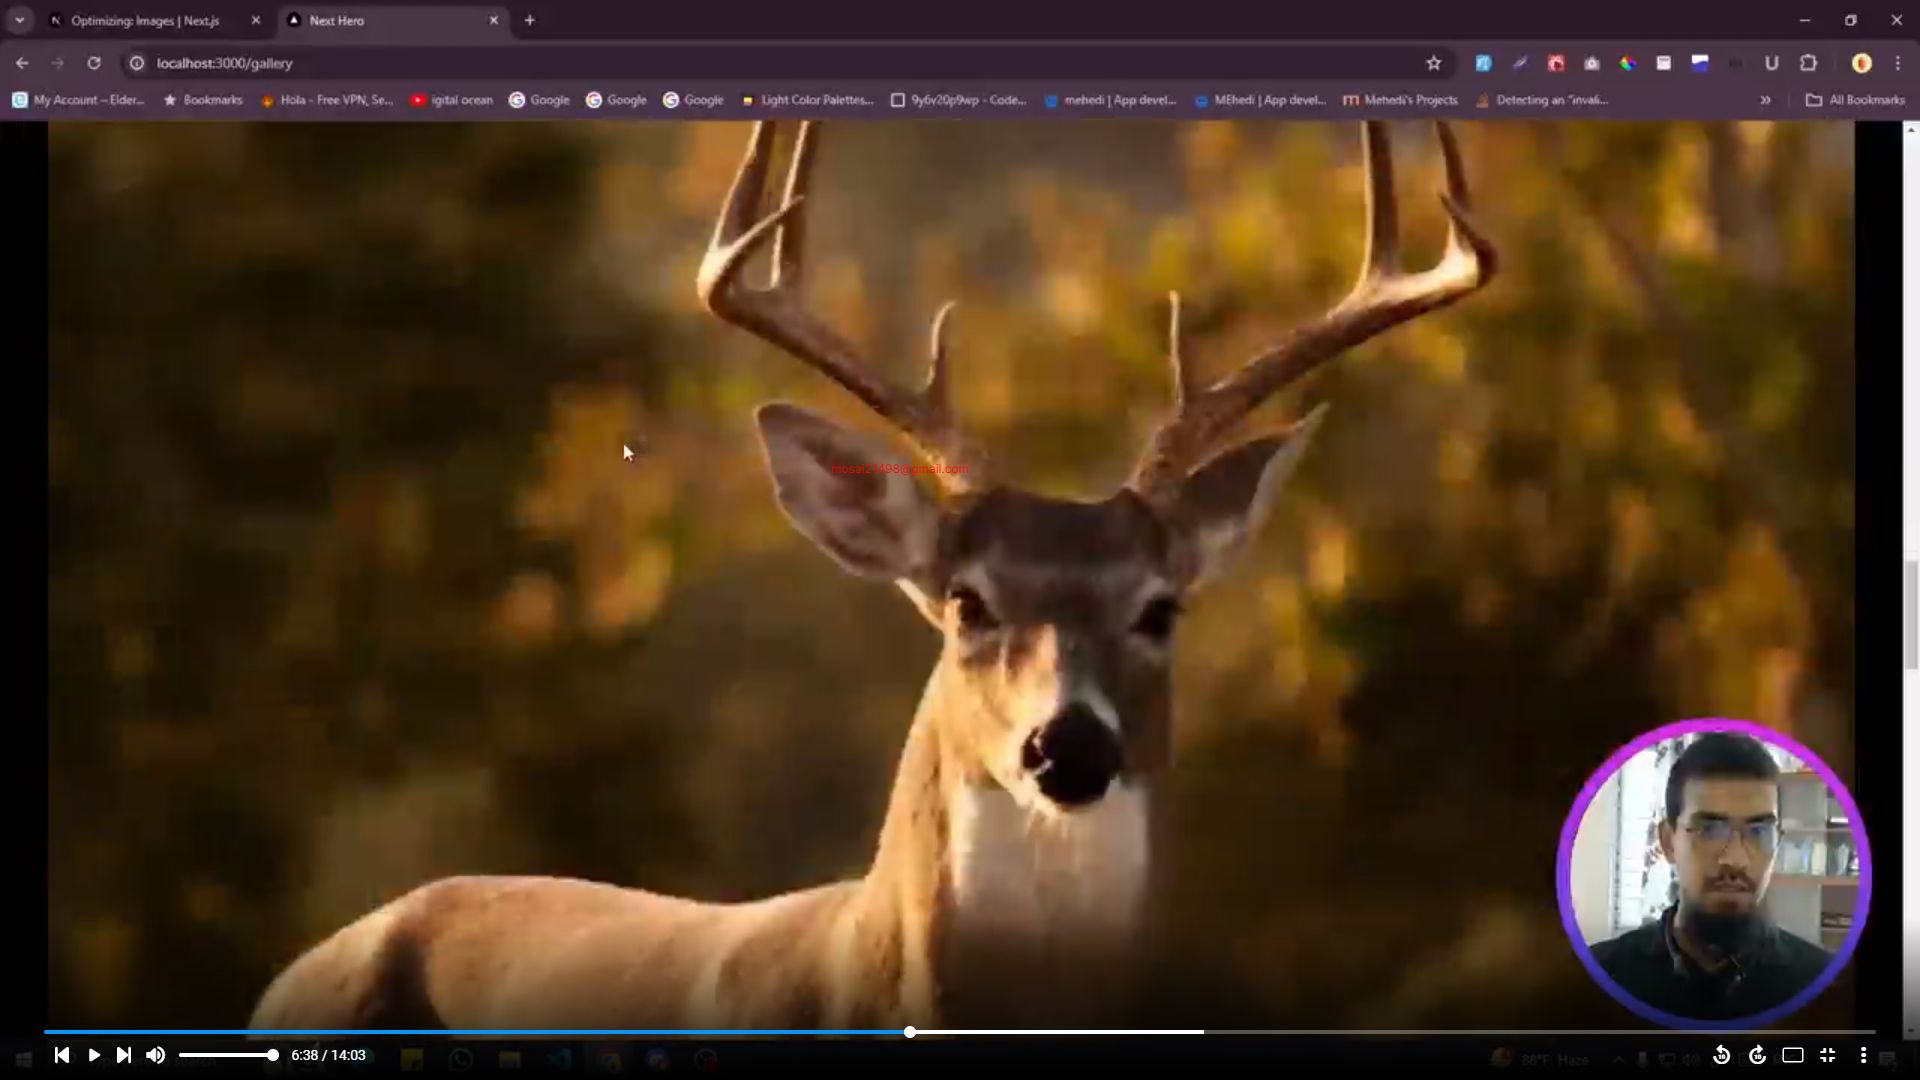 Optimizing: Images | Next.js
Next Hero
localhost:3000/gallery
My Account – Elder...
Bookmarks
Hola - Free VPN, Se...
igital ocean
Google
Google
Google
Light Color Palettes...
9y6v20p9wp - Code...
mehedi | App devel...
MEhedi | App devel...
Mehedi's Projects
Detecting an "invali...
All Bookmarks
mosai21498@gmail.com
6:38 / 14:03
88°F Haze